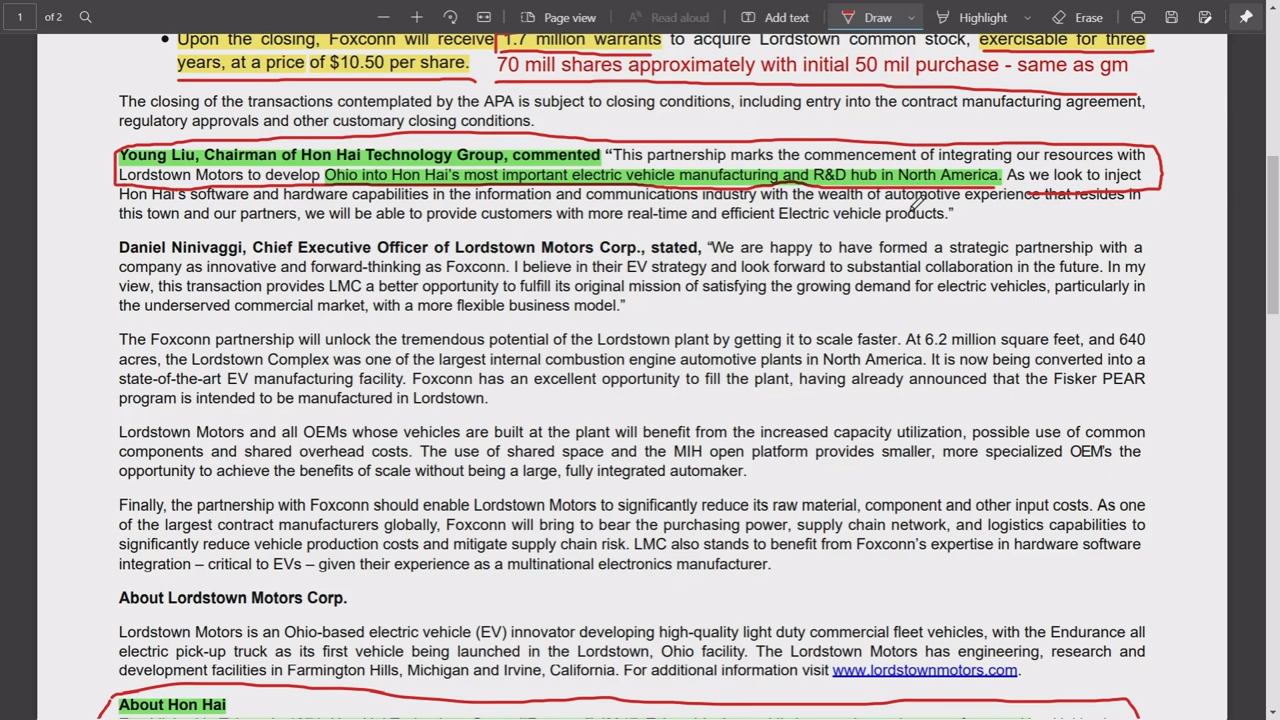 1 of 2 Page view Read aloud Add text Draw Highlight Erase
• Upon the closing, Foxconn will receive 1.7 million warrants to acquire Lordstown common stock, exercisable for three
years, at a price of $10.50 per share. 70 mill shares approximately with initial 50 mil purchase - same as gm
The closing of the transactions contemplated by the APA is subject to closing conditions, including entry into the contract manufacturing agreement,
regulatory approvals and other customary closing conditions.
Young Liu, Chairman of Hon Hai Technology Group, commented “This partnership marks the commencement of integrating our resources with
Lordstown Motors to develop Ohio into Hon Hai’s most important electric vehicle manufacturing and R&D hub in North America. As we look to inject
Hon Hai’s software and hardware capabilities in the information and communications industry with the wealth of automotive experience that resides in
this town and our partners, we will be able to provide customers with more real-time and efficient Electric vehicle products.”
Daniel Ninivaggi, Chief Executive Officer of Lordstown Motors Corp., stated, “We are happy to have formed a strategic partnership with a
company as innovative and forward-thinking as Foxconn. I believe in their EV strategy and look forward to substantial collaboration in the future. In my
view, this transaction provides LMC a better opportunity to fulfill its original mission of satisfying the growing demand for electric vehicles, particularly in
the underserved commercial market, with a more flexible business model.”
The Foxconn partnership will unlock the tremendous potential of the Lordstown plant by getting it to scale faster. At 6.2 million square feet, and 640
acres, the Lordstown Complex was one of the largest internal combustion engine automotive plants in North America. It is now being converted into a
state-of-the-art EV manufacturing facility. Foxconn has an excellent opportunity to fill the plant, having already announced that the Fisker PEAR
program is intended to be manufactured in Lordstown.
Lordstown Motors and all OEMs whose vehicles are built at the plant will benefit from the increased capacity utilization, possible use of common
components and shared overhead costs. The use of shared space and the MIH open platform provides smaller, more specialized OEM's the
opportunity to achieve the benefits of scale without being a large, fully integrated automaker.
Finally, the partnership with Foxconn should enable Lordstown Motors to significantly reduce its raw material, component and other input costs. As one
of the largest contract manufacturers globally, Foxconn will bring to bear the purchasing power, supply chain network, and logistics capabilities to
significantly reduce vehicle production costs and mitigate supply chain risk. LMC also stands to benefit from Foxconn’s expertise in hardware software
integration – critical to EVs – given their experience as a multinational electronics manufacturer.
About Lordstown Motors Corp.
Lordstown Motors is an Ohio-based electric vehicle (EV) innovator developing high-quality light duty commercial fleet vehicles, with the Endurance all
electric pick-up truck as its first vehicle being launched in the Lordstown, Ohio facility. The Lordstown Motors has engineering, research and
development facilities in Farmington Hills, Michigan and Irvine, California. For additional information visit www.lordstownmotors.com.
About Hon Hai